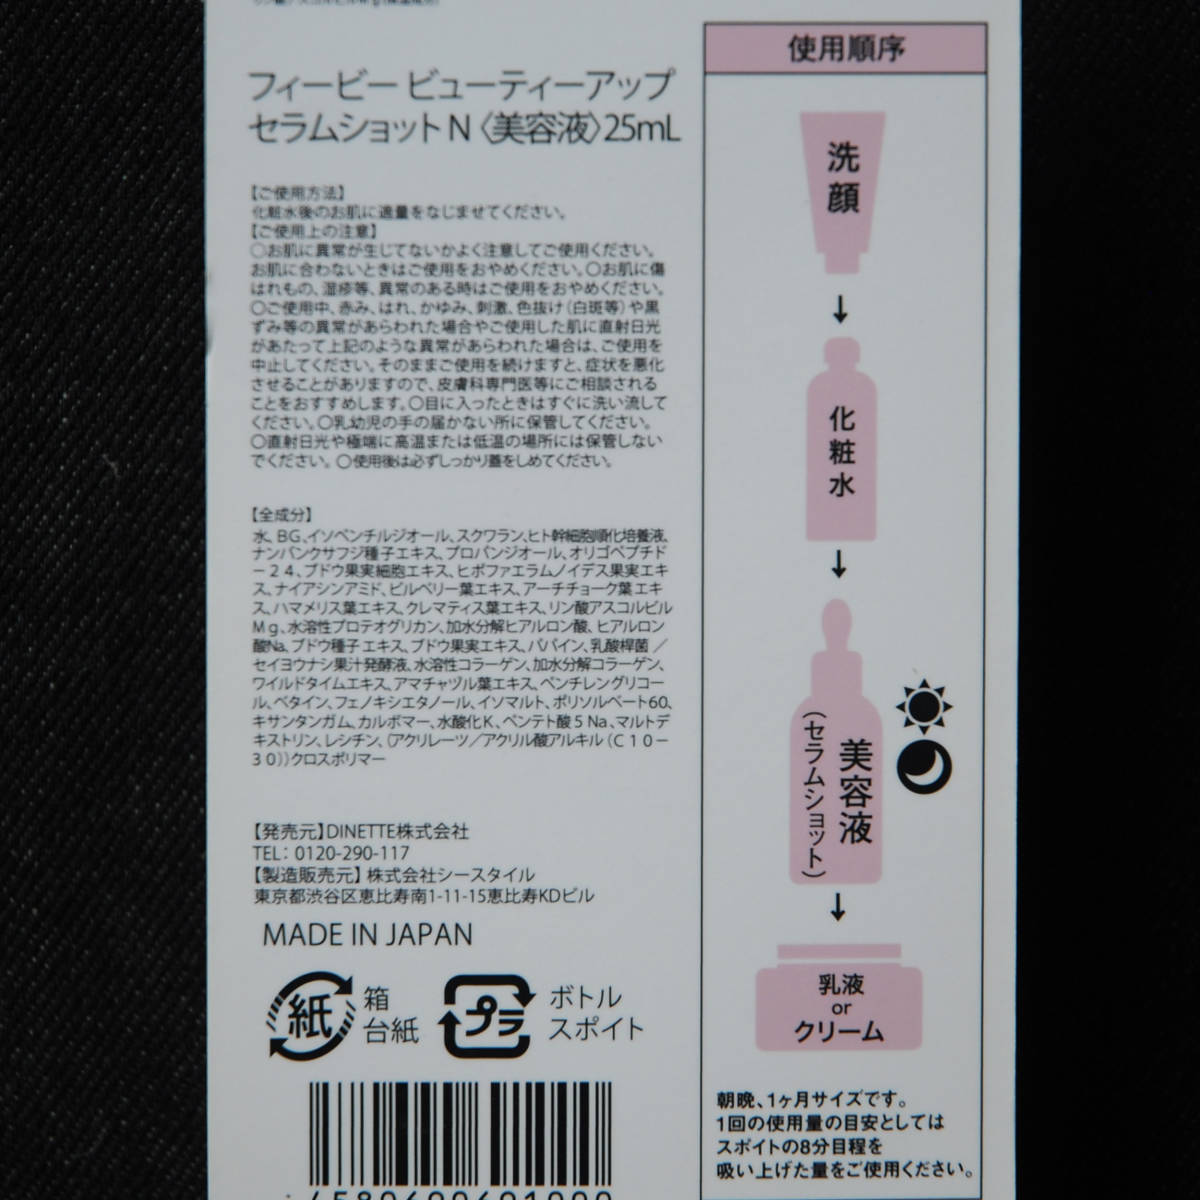 フィービー ビューティーアップ
セラムショット N〈美容液〉25mL
【ご使用方法】
化粧水後のお肌に適量をなじませてください。
【ご使用上の注意】
〇お肌に異常が生じてないかよく注意してご使用ください。
お肌に合わないときはご使用をおやめください。〇お肌に傷
はれもの、湿疹等、異常のある時はご使用をおやめください。
〇ご使用中、赤み、はれ、かゆみ、刺激、色抜け(白斑等)や黒
ずみ等の異常があらわれた場合やご使用した肌に直射日光
があたって上記のような異常があらわれた場合は、ご使用を
中止してください。そのままご使用を続けますと、症状を悪化
させることがありますので、皮膚科専門医等にご相談される
ことをおすすめします。〇目に入ったときはすぐに洗い流して
ください。〇乳幼児の手の届かない所に保管してください。
〇直射日光や極端に高温または低温の場所には保管しない
でください。〇使用後は必ずしっかり蓋をしめてください。
【全成分】
水、BG、イソペンチルジオール、スクワラン、ヒト幹細胞順化培養液、
ナンバンクサフジ種子エキス、プロパンジオール、オリゴペプチド
－２４、ブドウ果実細胞エキス、ヒポファエラムノイデス果実エキ
ス、ナイアシンアミド、ビルベリー葉エキス、アーチチョーク葉エキ
ス、ハマメリス葉エキス、クレマティス葉エキス、リン酸アスコルビル
Ｍｇ、水溶性プロテオグリカン、加水分解ヒアルロン酸、ヒアルロン
酸Na、ブドウ種子エキス、ブドウ果実エキス、パパイン、乳酸桿菌／
セイヨウナシ果汁発酵液、水溶性コラーゲン、加水分解コラーゲン、
ワイルドタイムエキス、アマチャヅル葉エキス、ペンチレングリコー
ル、ベタイン、フェノキシエタノール、イソマルト、ポリソルベート60、
キサンタンガム、カルボマー、水酸化Ｋ、ペンテト酸５Ｎａ、マルトデ
キストリン、レシチン、（アクリレーツ／アクリル酸アルキル（Ｃ１０－
３０））クロスポリマー
【発売元】DINETTE株式会社
TEL: 0120-290-117
【製造販売元】株式会社シースタイル
東京都渋谷区恵比寿南1-11-15恵比寿KDビル
MADE IN JAPAN
紙
箱
台紙
プラ
ボトル
スポイト
使用順序
洗顔
↓
化粧水
↓
美容液
(セラムショット)
↓
乳液
or
クリーム
朝晩、1ヶ月サイズです。
1回の使用量の目安としては
スポイトの8分目程を
吸い上げた量をご使用ください。